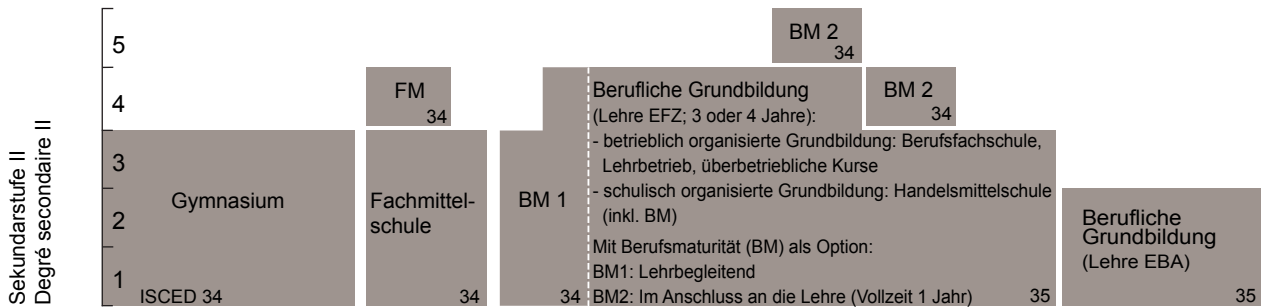 Sekundarstufe II
Degré secondaire II
5
4
3
2
1
BM 2
34
FM
34
BM 2
34
Gymnasium
ISCED 34
Fachmittel-
schule
34
BM 1
34
Berufliche Grundbildung
(Lehre EFZ; 3 oder 4 Jahre):
- betrieblich organisierte Grundbildung: Berufsfachschule,
Lehrbetrieb, überbetriebliche Kurse
- schulisch organisierte Grundbildung: Handelsmittelschule
(inkl. BM)
Mit Berufsmaturität (BM) als Option:
BM1: Lehrbegleitend
BM2: Im Anschluss an die Lehre (Vollzeit 1 Jahr)
35
Berufliche
Grundbildung
(Lehre EBA)
35